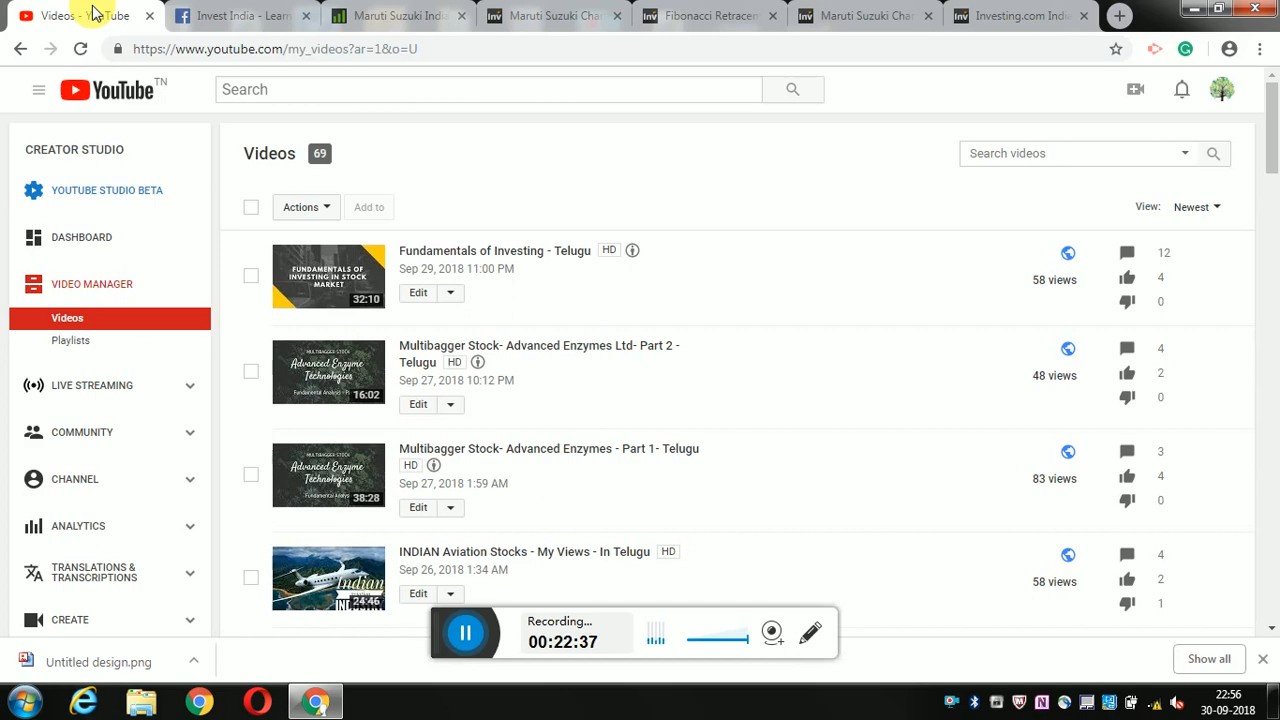 Videos - YouTube
Invest India - Learn
Maruti Suzuki India
Maruti Suzuki Char
Fibonacci Retracem
Maruti Suzuki Char
Investing.com Indi
https://www.youtube.com/my_videos?ar=1&o=U
YouTube TN
Search
CREATOR STUDIO
YOUTUBE STUDIO BETA
DASHBOARD
VIDEO MANAGER
Videos
Playlists
LIVE STREAMING
COMMUNITY
CHANNEL
ANALYTICS
TRANSLATIONS &
TRANSCRIPTIONS
CREATE
Videos 69
Search videos
Actions
Add to
View: Newest
FUNDAMENTALS OF
INVESTING IN STOCK
MARKET
32:10
Fundamentals of Investing - Telugu HD
Sep 29, 2018 11:00 PM
Edit
58 views
12
4
0
MULTIBAGGER STOCK
Advanced Enzyme
Technologies
16:02
Multibagger Stock- Advanced Enzymes Ltd- Part 2 -
Telugu HD
Sep 27, 2018 10:12 PM
Edit
48 views
4
2
0
MULTIBAGGER STOCK
Advanced Enzyme
Technologies
38:28
Multibagger Stock- Advanced Enzymes - Part 1- Telugu
HD
Sep 27, 2018 1:59 AM
Edit
83 views
3
4
0
Indian
24:46
INDIAN Aviation Stocks - My Views - In Telugu HD
Sep 26, 2018 1:34 AM
Edit
58 views
4
2
1
Recording...
00:22:37
Untitled design.png
Show all
22:56
30-09-2018